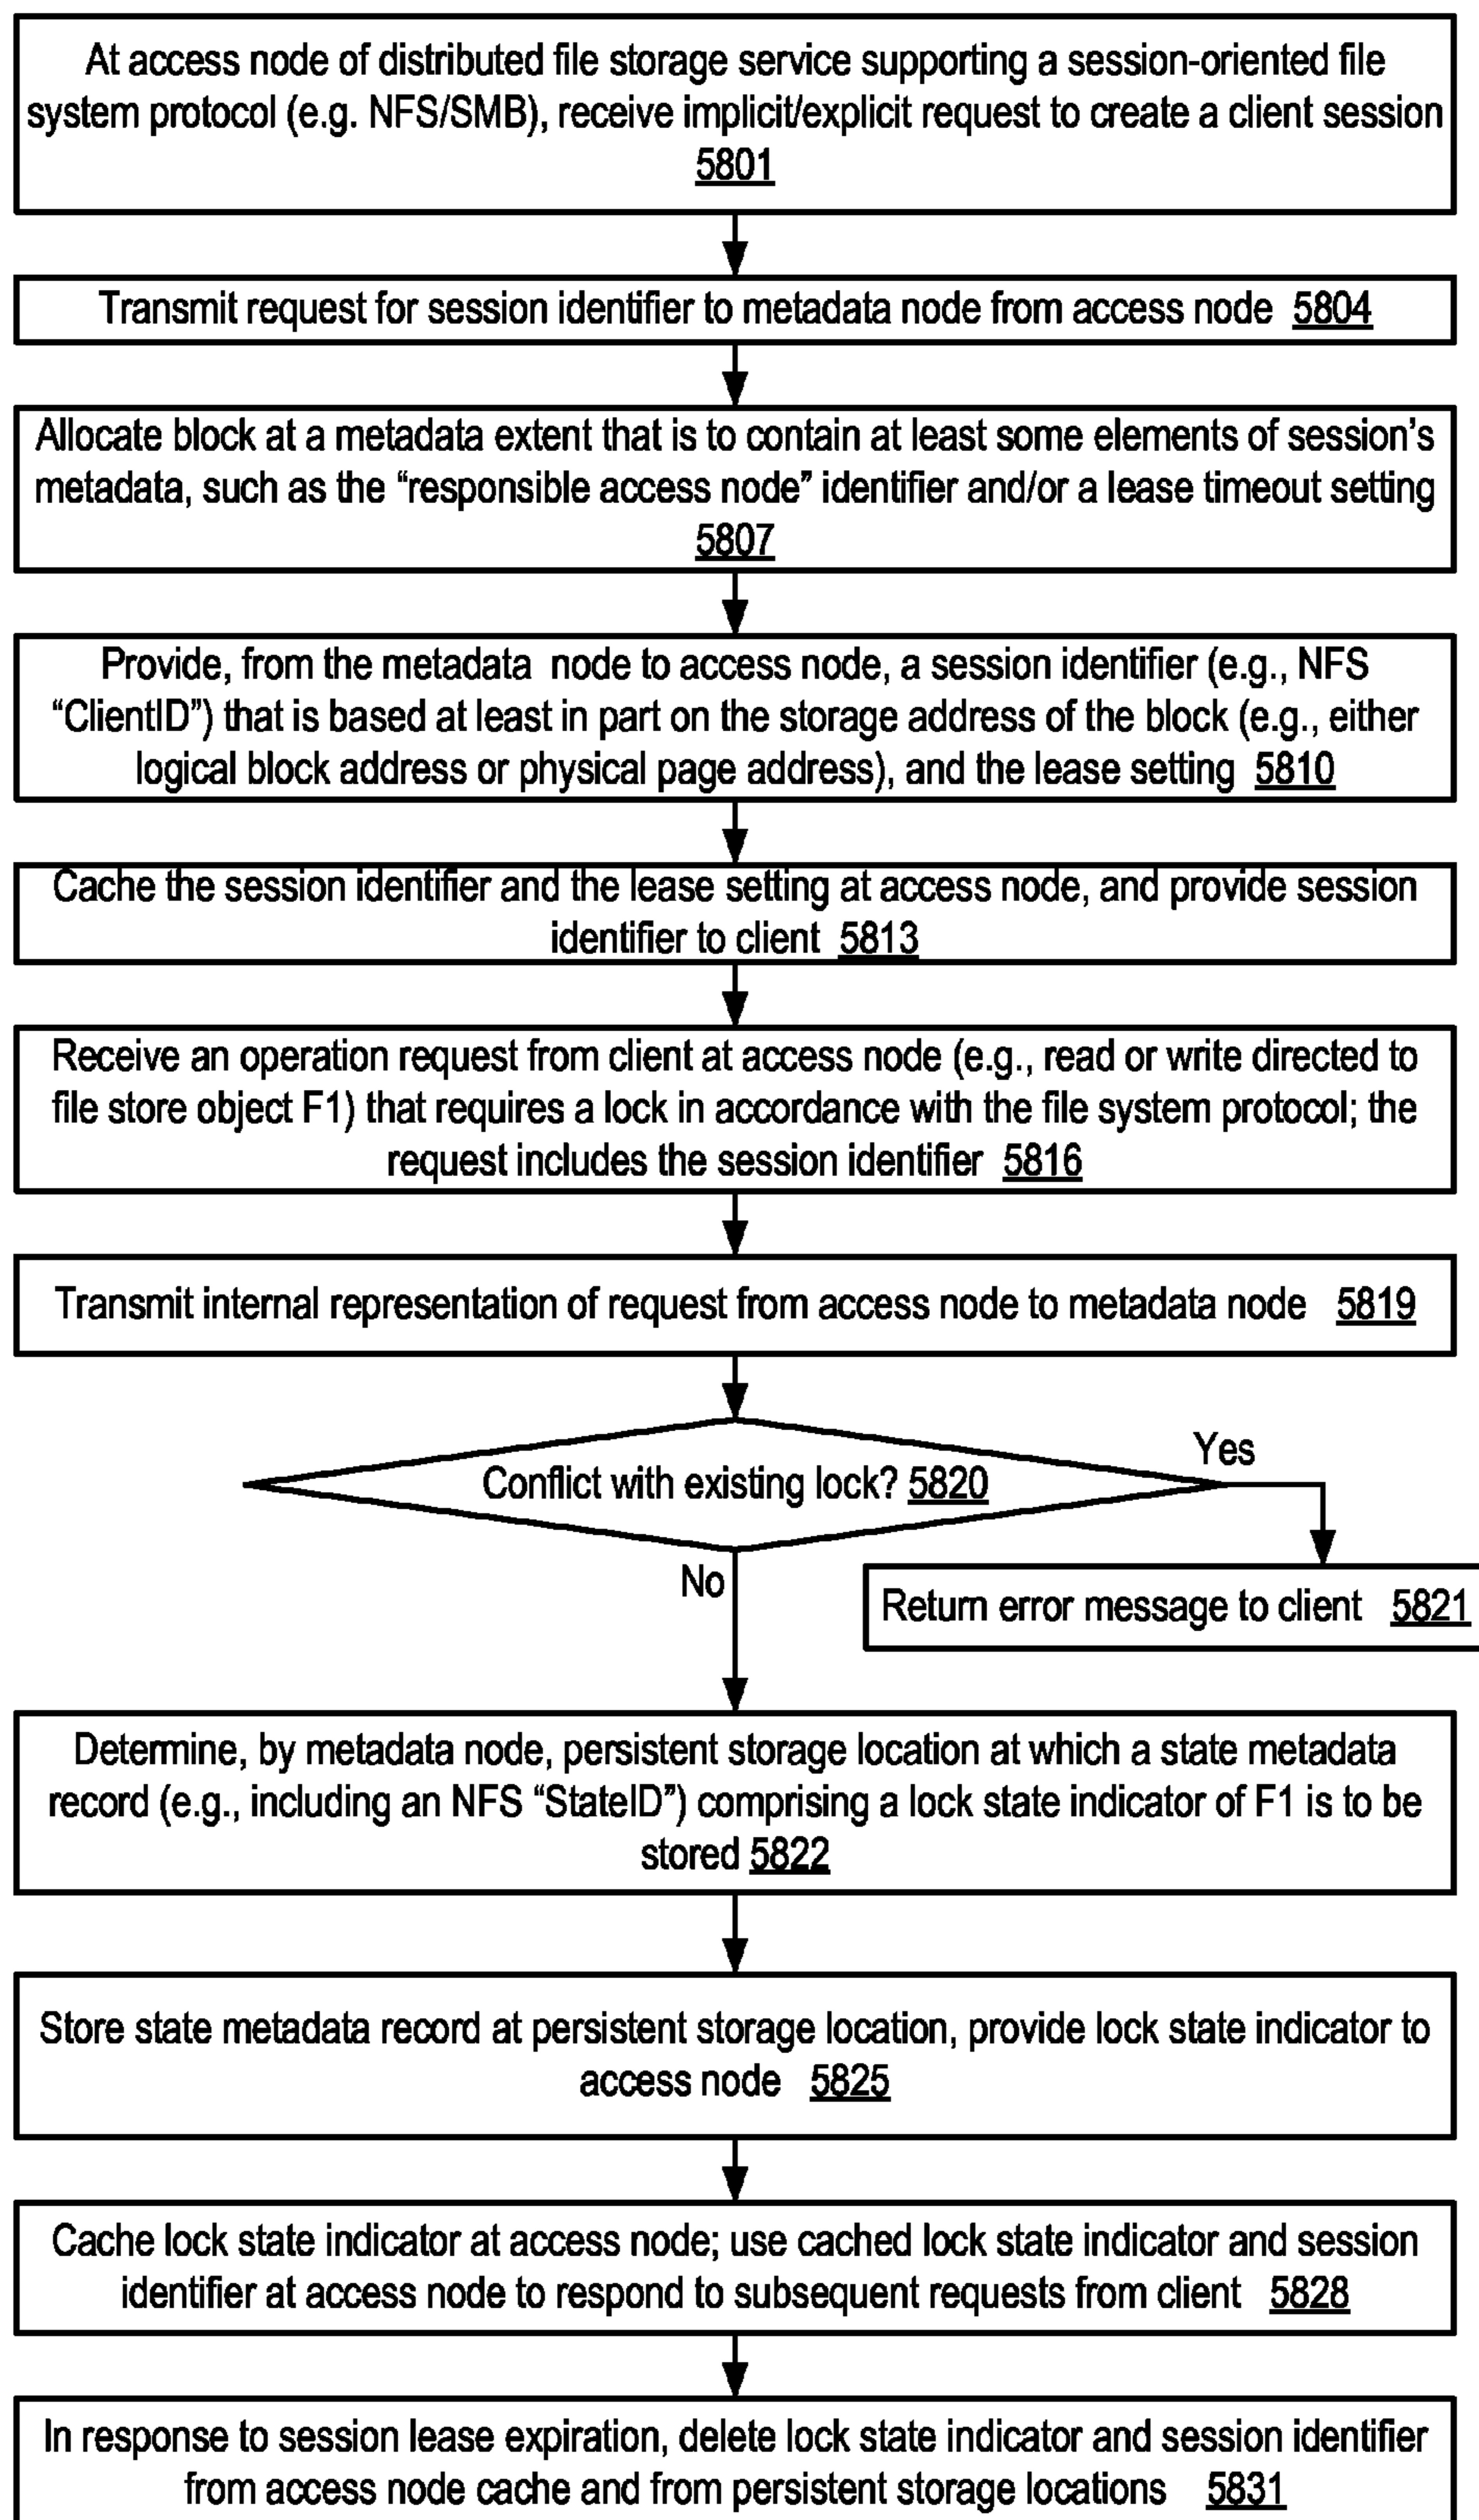 At access node of distributed file storage service supporting a session-oriented file
system protocol (e.g. NFS/SMB), receive implicit/explicit request to create a client session
5801
Transmit request for session identifier to metadata node from access node 5804
Allocate block at a metadata extent that is to contain at least some elements of session's
metadata, such as the “responsible access node” identifier and/or a lease timeout setting
5807
Provide, from the metadata node to access node, a session identifier (e.g., NFS
“ClientID”) that is based at least in part on the storage address of the block (e.g., either
logical block address or physical page address), and the lease setting 5810
Cache the session identifier and the lease setting at access node, and provide session
identifier to client 5813
Receive an operation request from client at access node (e.g., read or write directed to
file store object F1) that requires a lock in accordance with the file system protocol; the
request includes the session identifier 5816
Transmit internal representation of request from access node to metadata node 5819
Yes
Conflict with existing lock? 5820
No
Return error message to client 5821
Determine, by metadata node, persistent storage location at which a state metadata
record (e.g., including an NFS “StateID”) comprising a lock state indicator of F1 is to be
stored 5822
Store state metadata record at persistent storage location, provide lock state indicator to
access node 5825
Cache lock state indicator at access node; use cached lock state indicator and session
identifier at access node to respond to subsequent requests from client 5828
In response to session lease expiration, delete lock state indicator and session identifier
from access node cache and from persistent storage locations 5831